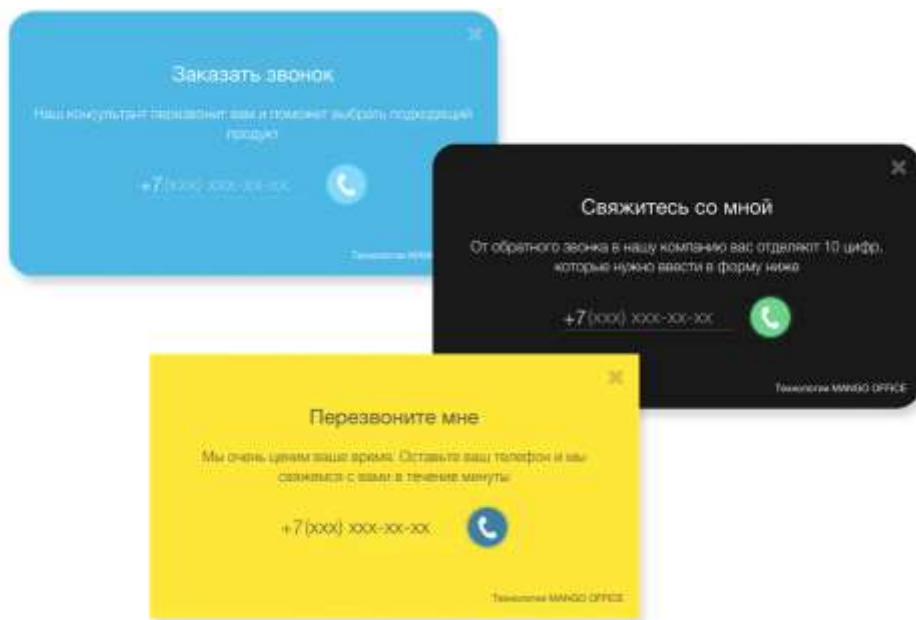 Заказать звонок
Наш консультант перезвонит вам и поможет выбрать подходящий
продукт
+7(xxx) xxx-xx-xx
Технологии
Свяжитесь со мной
От обратного звонка в нашу компанию вас отделяют 10 цифр,
которые нужно ввести в форму ниже
+7(xxx) xxx-xx-xx
Технологии MANGO OFFICE
Перезвоните мне
Мы очень ценим ваше время. Оставьте ваш телефон и мы
свяжемся с вами в течение минуты
+7(xxx) xxx-xx-xx
Технологии MANGO OFFICE